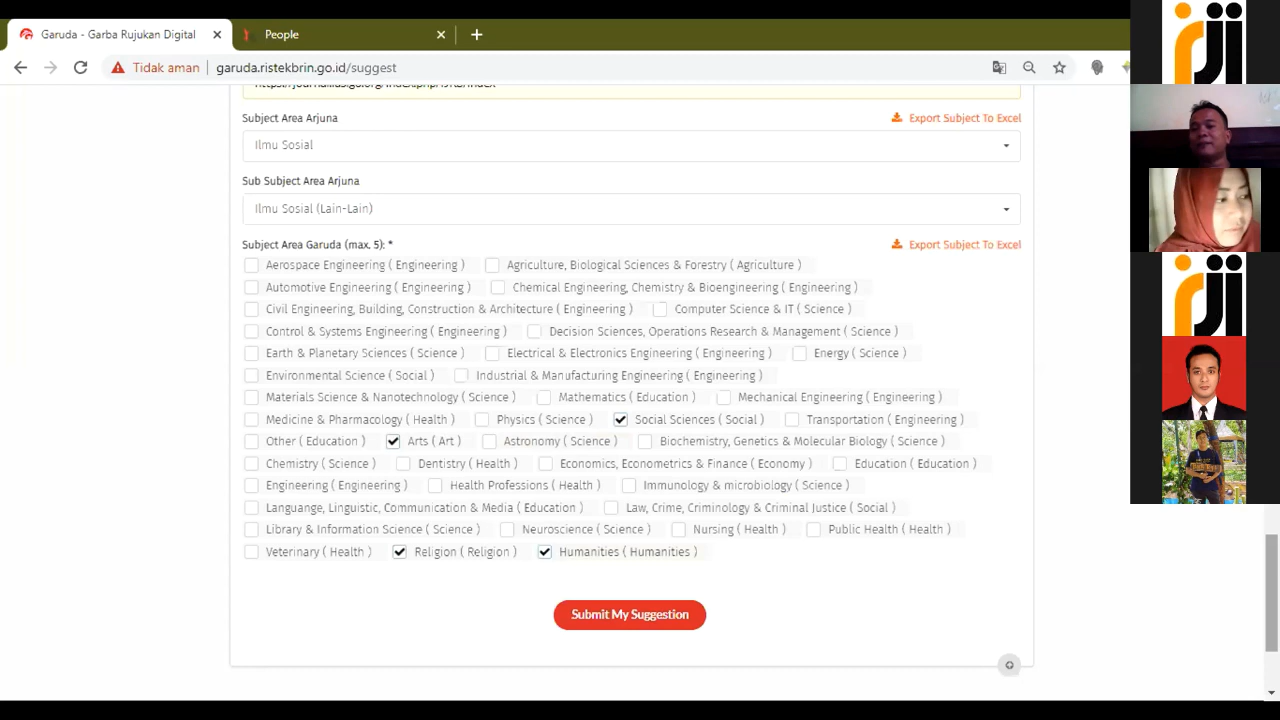 Garuda - Garba Rujukan Digital
People
Tidak aman garuda.ristekbrin.go.id/suggest
Subject Area Arjuna Export Subject To Excel
Ilmu Sosial
Sub Subject Area Arjuna
Ilmu Sosial (Lain-Lain)
Subject Area Garuda (max, 5): * Export Subject To Excel
Aerospace Engineering ( Engineering ) Agriculture, Biological Sciences & Forestry ( Agriculture )
Automotive Engineering ( Engineering ) Chemical Engineering, Chemistry & Bioengineering ( Engineering )
Civil Engineering, Building, Construction & Architecture ( Engineering ) Computer Science & IT ( Science )
Control & Systems Engineering ( Engineering ) Decision Sciences, Operations Research & Management ( Science )
Earth & Planetary Sciences ( Science ) Electrical & Electronics Engineering ( Engineering ) Energy ( Science )
Environmental Science ( Social ) Industrial & Manufacturing Engineering ( Engineering )
Materials Science & Nanotechnology ( Science ) Mathematics ( Education ) Mechanical Engineering ( Engineering )
Medicine & Pharmacology ( Health ) Physics ( Science ) Social Sciences ( Social ) Transportation ( Engineering )
Other ( Education ) Arts ( Art ) Astronomy ( Science ) Biochemistry, Genetics & Molecular Biology ( Science )
Chemistry ( Science ) Dentistry ( Health ) Economics, Econometrics & Finance ( Economy ) Education ( Education )
Engineering ( Engineering ) Health Professions ( Health ) Immunology & microbiology ( Science )
Languange, Linguistic, Communication & Media ( Education ) Law, Crime, Criminology & Criminal Justice ( Social )
Library & Information Science ( Science ) Neuroscience ( Science ) Nursing ( Health ) Public Health ( Health )
Veterinary ( Health ) Religion ( Religion ) Humanities ( Humanities )
Submit My Suggestion
rji
rji